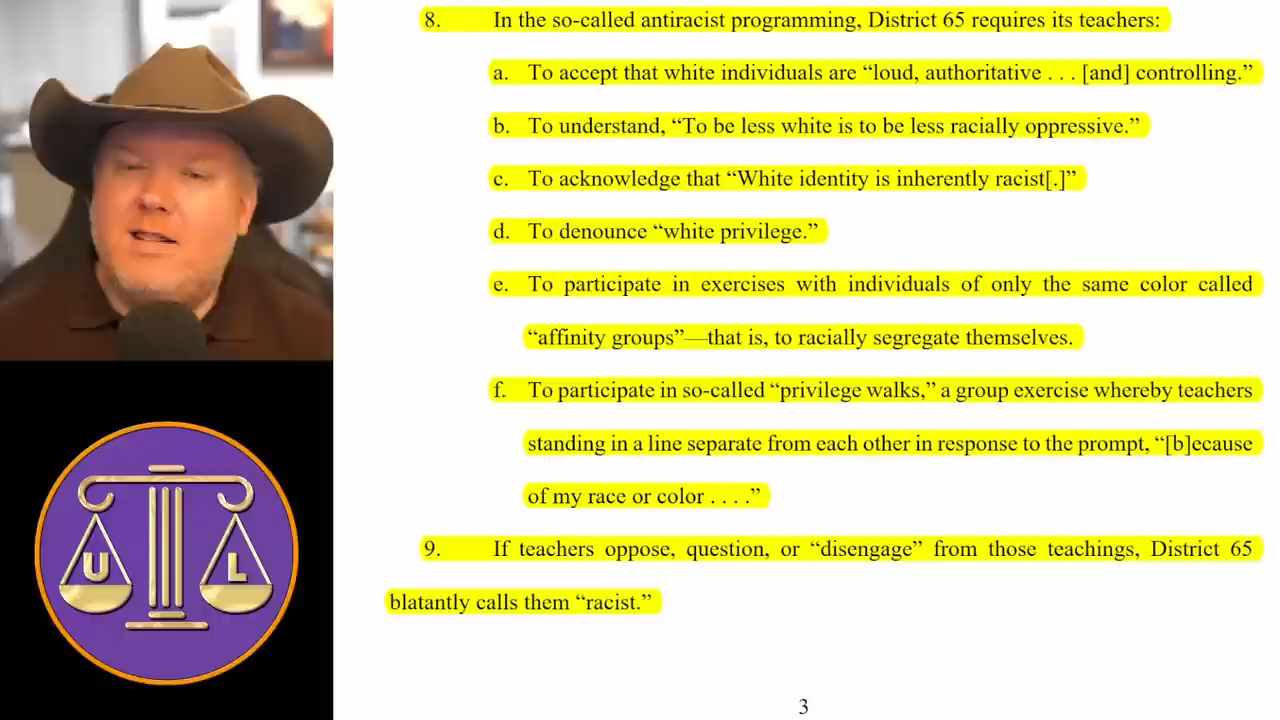 8. In the so-called antiracist programming, District 65 requires its teachers:
a. To accept that white individuals are “loud, authoritative . . . [and] controlling.”
b. To understand, “To be less white is to be less racially oppressive.”
c. To acknowledge that “White identity is inherently racist[.]”
d. To denounce “white privilege.”
e. To participate in exercises with individuals of only the same color called
“affinity groups”—that is, to racially segregate themselves.
f. To participate in so-called “privilege walks,” a group exercise whereby teachers
standing in a line separate from each other in response to the prompt, “[b]ecause
of my race or color . . . .”
9. If teachers oppose, question, or “disengage” from those teachings, District 65
blatantly calls them “racist.”
3
U L